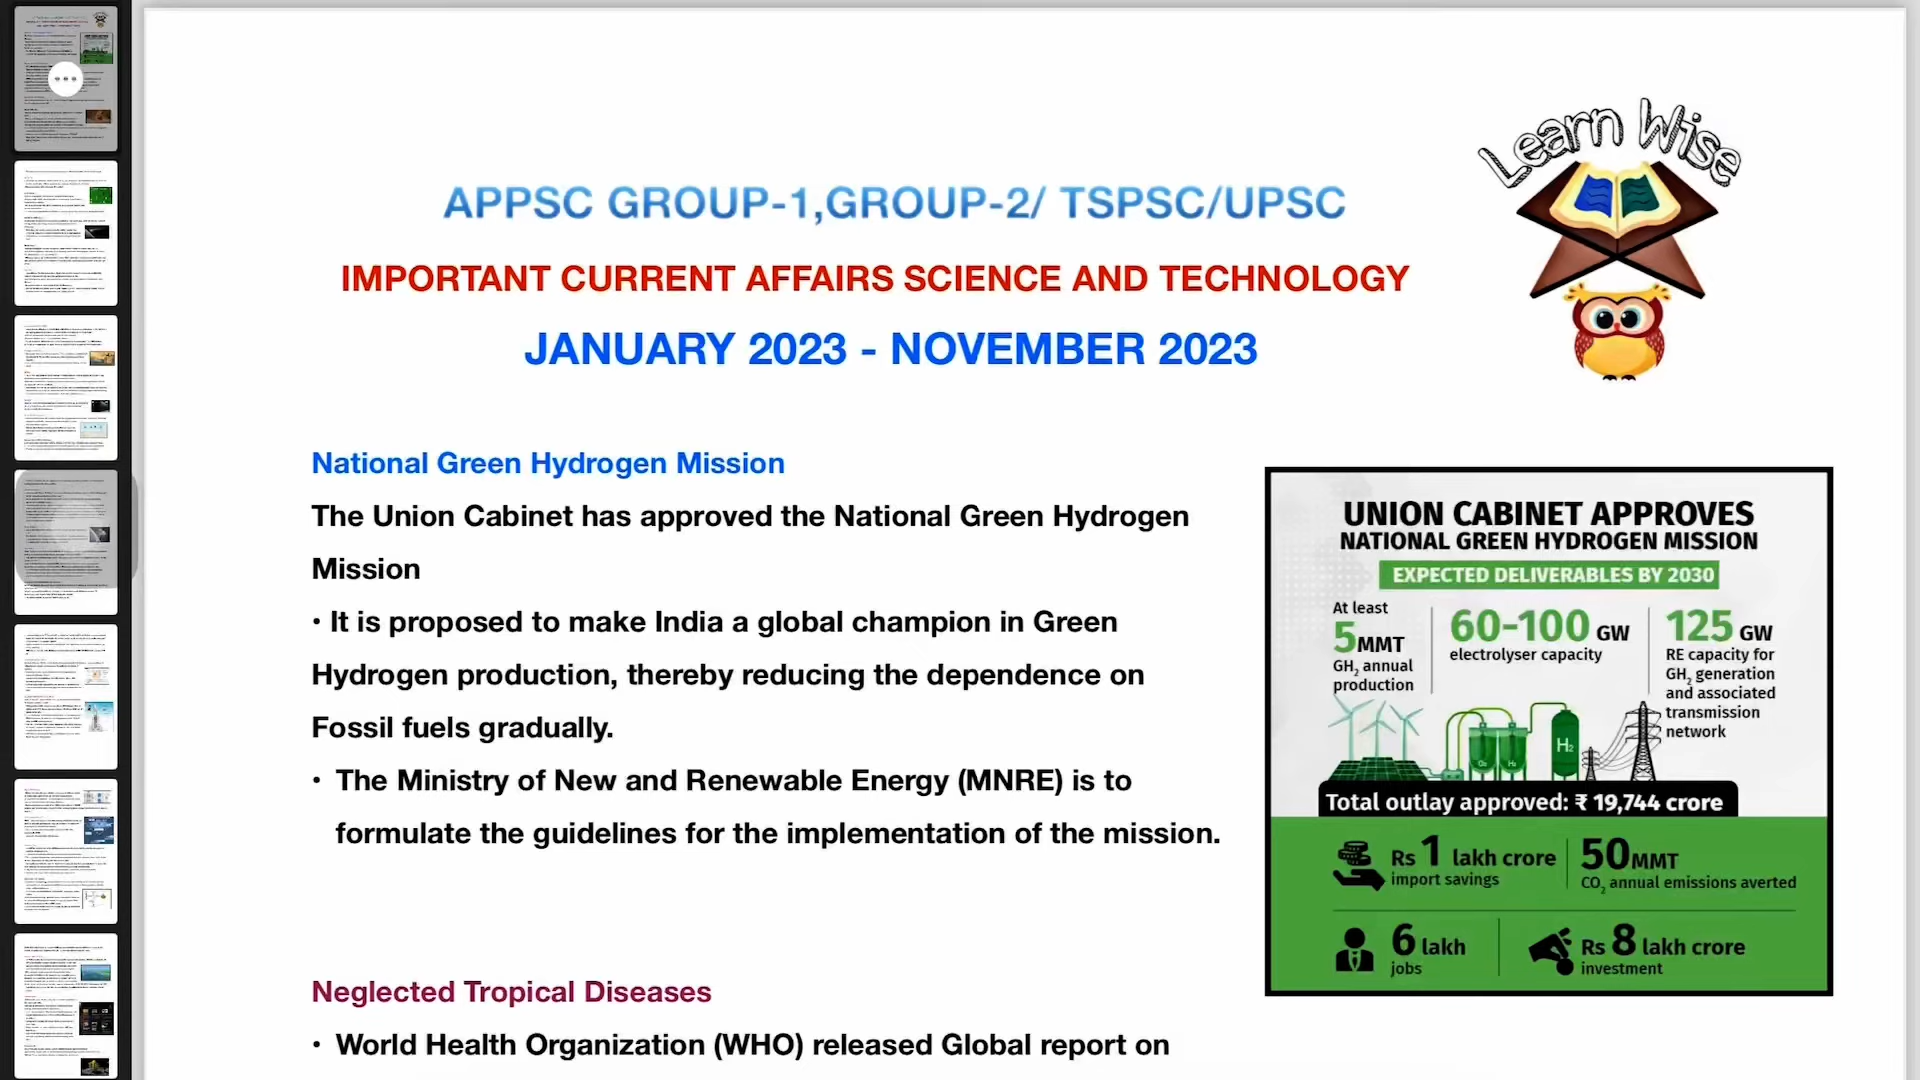 Learn Wise
APPSC GROUP-1,GROUP-2/ TSPSC/UPSC
IMPORTANT CURRENT AFFAIRS SCIENCE AND TECHNOLOGY
JANUARY 2023 - NOVEMBER 2023
National Green Hydrogen Mission
The Union Cabinet has approved the National Green Hydrogen
Mission
• It is proposed to make India a global champion in Green
Hydrogen production, thereby reducing the dependence on
Fossil fuels gradually.
• The Ministry of New and Renewable Energy (MNRE) is to
formulate the guidelines for the implementation of the mission.
Neglected Tropical Diseases
• World Health Organization (WHO) released Global report on
UNION CABINET APPROVES
NATIONAL GREEN HYDROGEN MISSION
EXPECTED DELIVERABLES BY 2030
At least
5MMT
GH₂ annual
production
60-100 GW
electrolyser capacity
125 GW
RE capacity for
GH₂ generation
and associated
transmission
network
O₂ H₂
H₂
Total outlay approved: ₹ 19,744 crore
Rs 1 lakh crore
import savings
50MMT
CO₂ annual emissions averted
6 lakh
jobs
Rs 8 lakh crore
investment